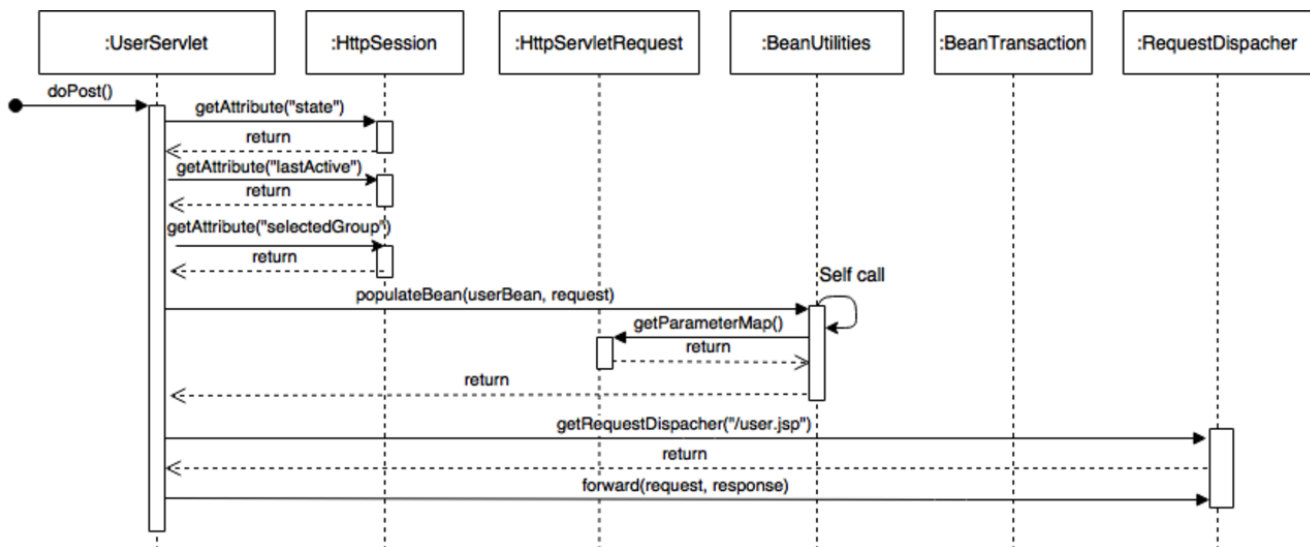 :UserServlet
:HttpSession
:HttpServletRequest
:BeanUtilities
:BeanTransaction
:RequestDispacher
doPost()
getAttribute("state")
return
getAttribute("lastActive")
return
getAttribute("selectedGroup")
return
Self call
populateBean(userBean, request)
getParameterMap()
return
return
getRequestDispacher("/user.jsp")
return
forward(request, response)